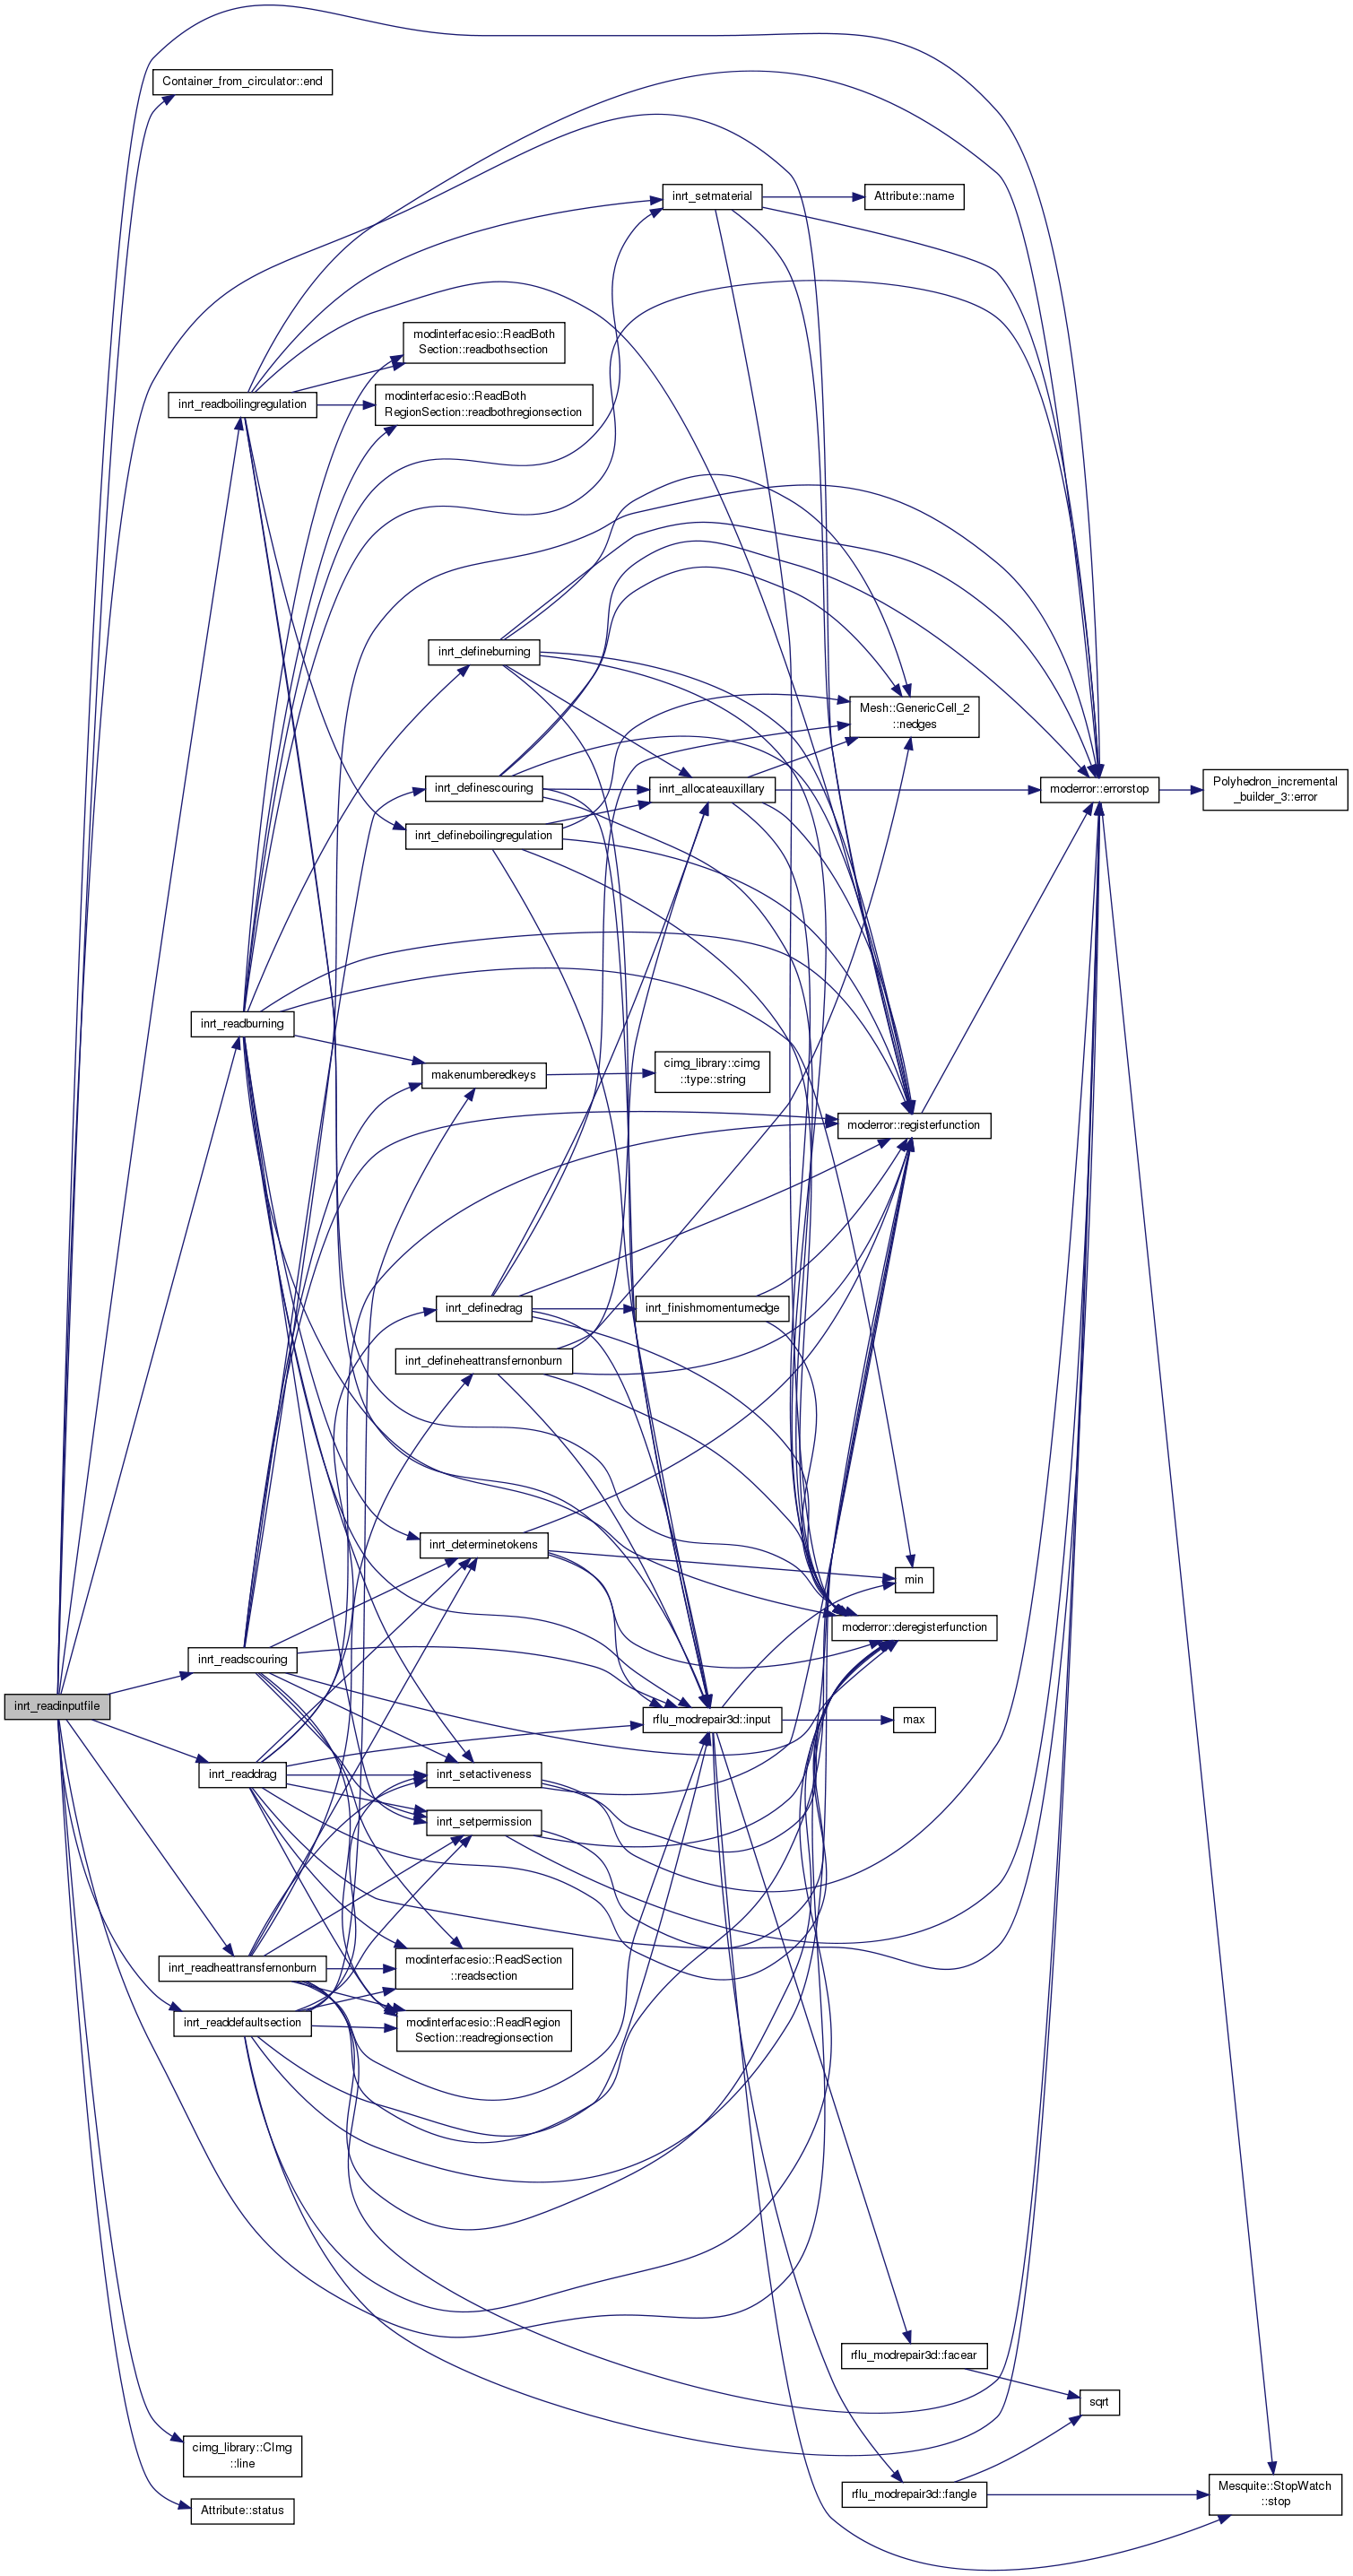 Container_from_circulator::end
inrt_setmaterial
Attribute::name
modinterfacesio::ReadBoth
Section::readbothsection
inrt_readboilingregulation
modinterfacesio::ReadBoth
RegionSection::readbothregionsection
inrt_defineburning
Mesh::GenericCell_2
::nedges
inrt_definescouring
inrt_allocateauxillary
moderror::errorstop
Polyhedron_incremental
_builder_3::error
inrt_defineboilingregulation
inrt_readburning
makenumberedkeys
cimg_library::cimg
::type::string
moderror::registerfunction
inrt_definedrag
inrt_finishmomentumedge
inrt_defineheattransfernonburn
inrt_determinetokens
min
moderror::deregisterfunction
inrt_readscouring
inrt_readinputfile
rflu_modrepair3d::input
max
inrt_readdrag
inrt_setactiveness
inrt_setpermission
inrt_readheattransfernonburn
modinterfacesio::ReadSection
::readsection
inrt_readdefaultsection
modinterfacesio::ReadRegion
Section::readregionsection
rflu_modrepair3d::facear
sqrt
cimg_library::CImg
::line
rflu_modrepair3d::fangle
Mesquite::StopWatch
::stop
Attribute::status